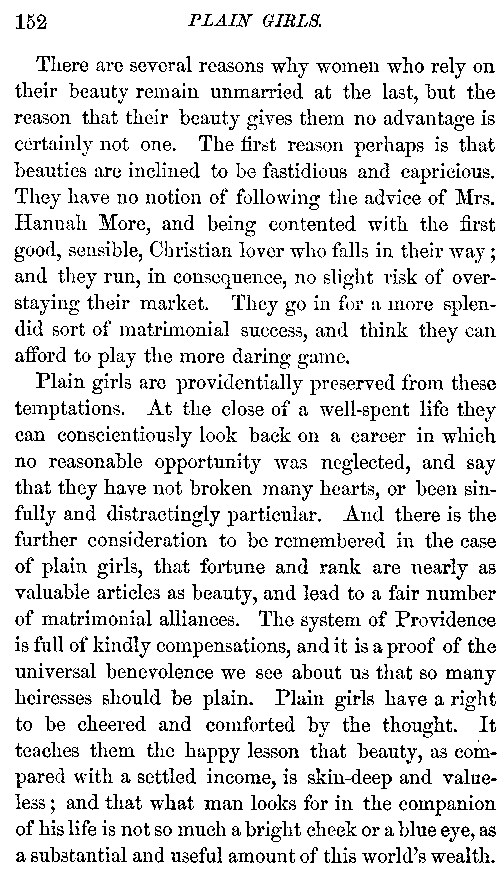 152 PLAIN GIRLS.
There are several reasons why women who rely on
their beauty remain unmarried at the last, but the
reason that their beauty gives them no advantage is
certainly not one. The first reason perhaps is that
beauties are inclined to be fastidious and capricious.
They have no notion of following the advice of Mrs.
Hannah More, and being contented with the first
good, sensible, Christian lover who falls in their way;
and they run, in consequence, no slight risk of over-
staying their market. They go in for a more splen-
did sort of matrimonial success, and think they can
afford to play the more daring game.
Plain girls are providentially preserved from these
temptations. At the close of a well-spent life they
can conscientiously look back on a career in which
no reasonable opportunity was neglected, and say
that they have not broken many hearts, or been sin-
fully and distractingly particular. And there is the
further consideration to be remembered in the case
of plain girls, that fortune and rank are nearly as
valuable articles as beauty, and lead to a fair number
of matrimonial alliances. The system of Providence
is full of kindly compensations, and it is a proof of the
universal benevolence we see about us that so many
heiresses should be plain. Plain girls have a right
to be cheered and comforted by the thought. It
teaches them the happy lesson that beauty, as com-
pared with a settled income, is skin-deep and value-
less; and that what man looks for in the companion
of his life is not so much a bright cheek or a blue eye, as
a substantial and useful amount of this world's wealth.